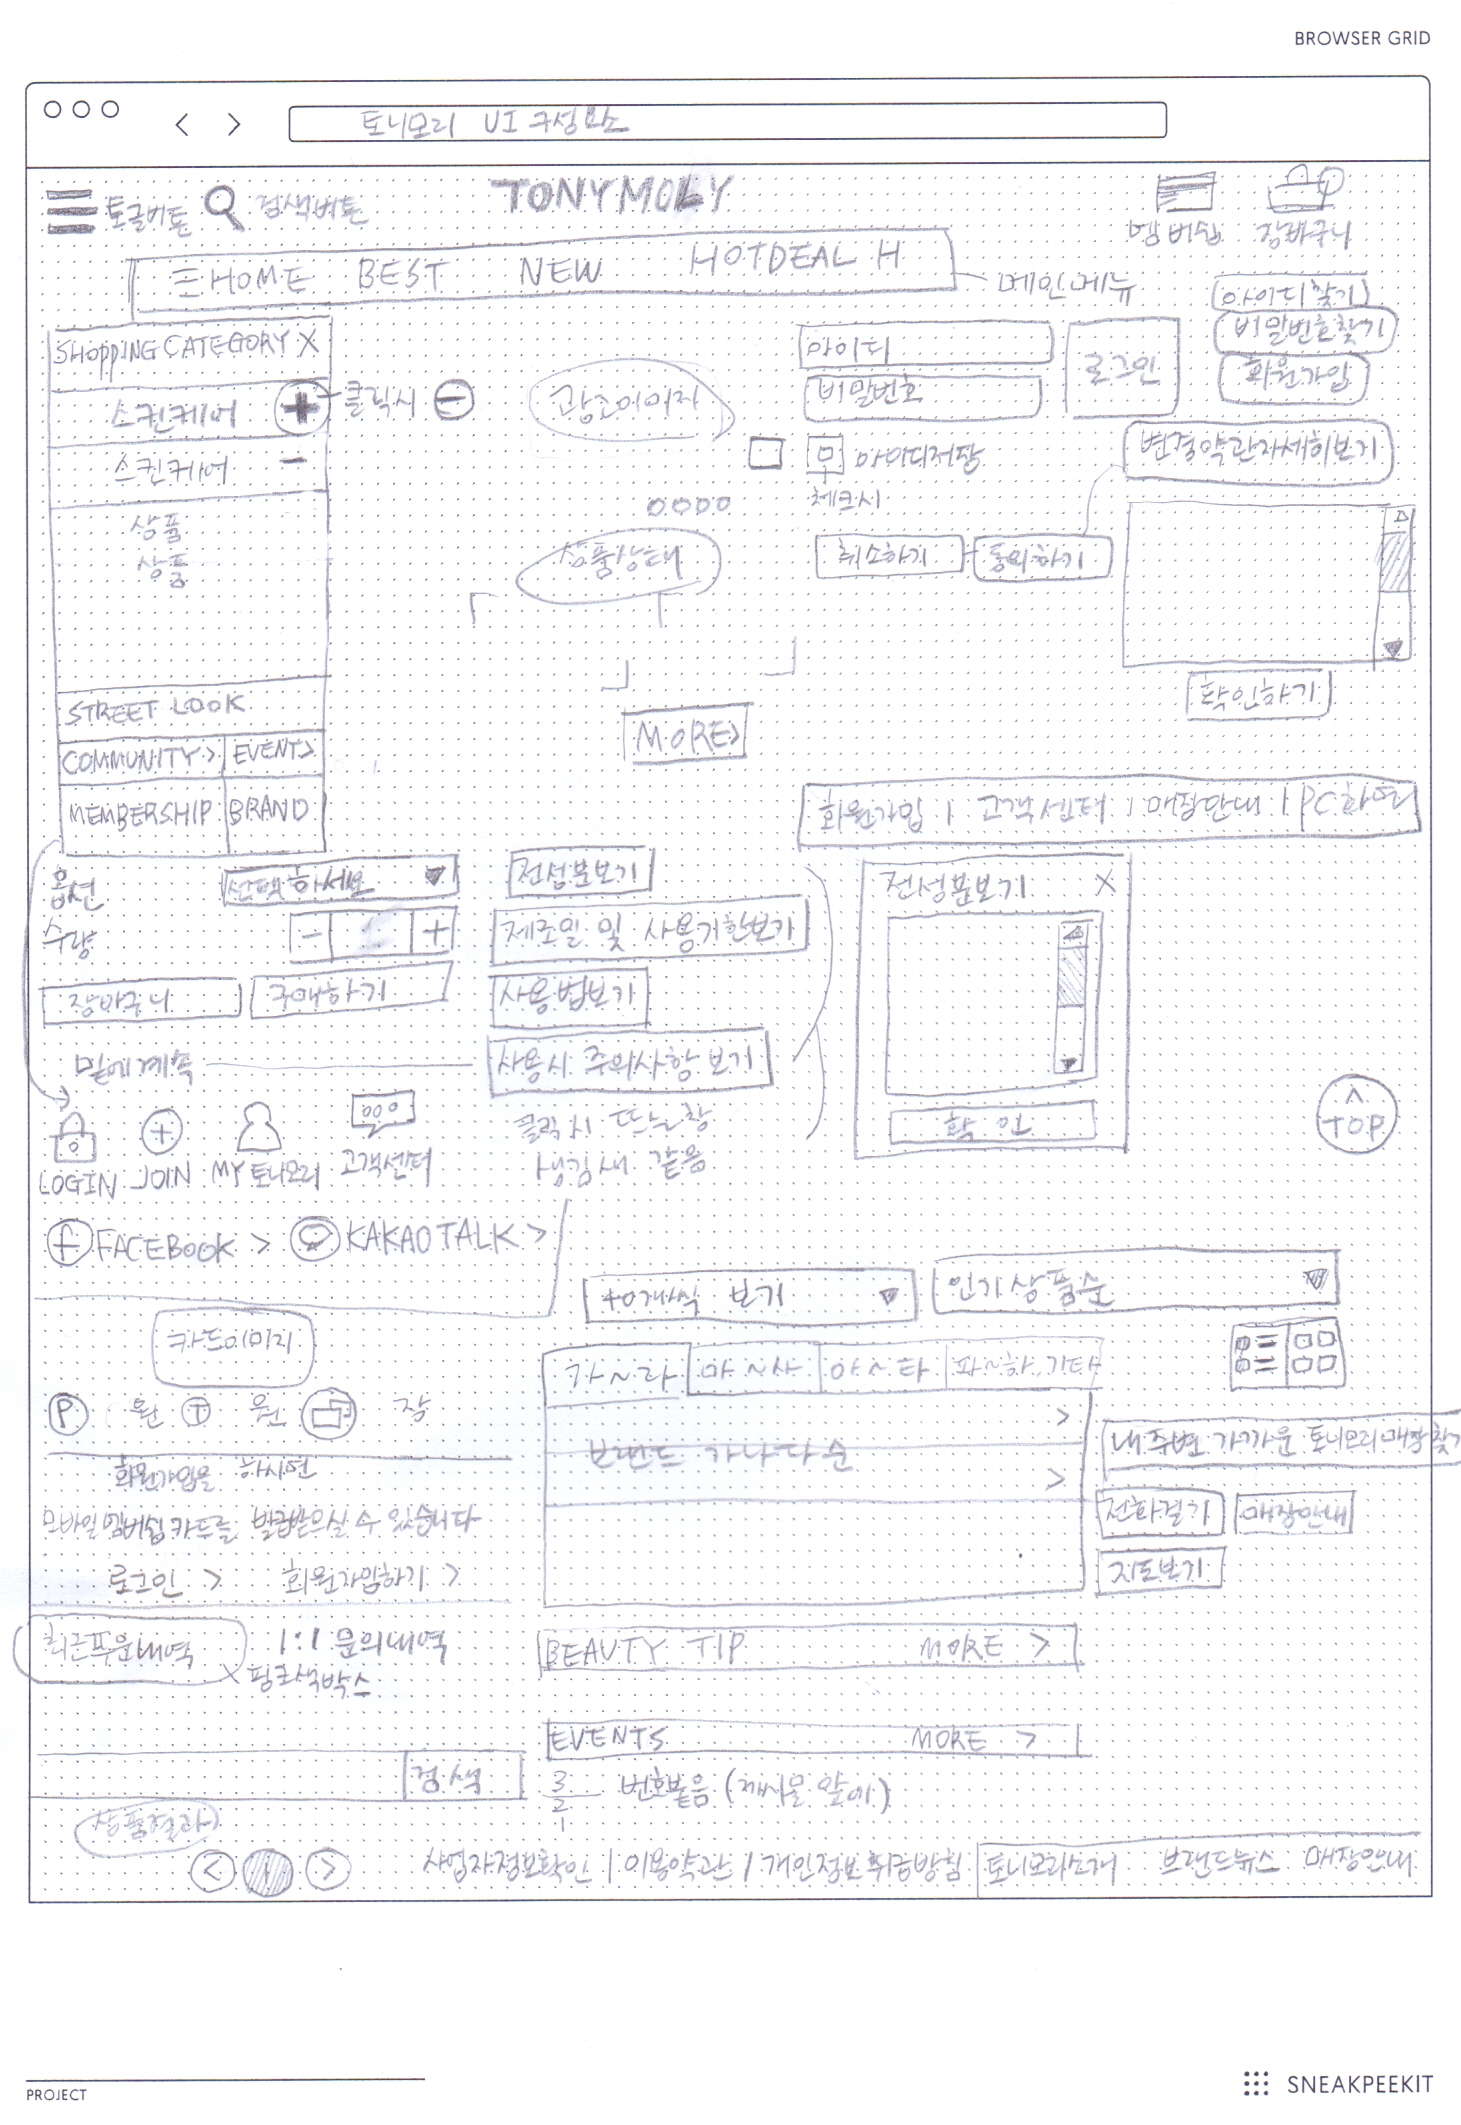 BROWSER GRID
토니모리 UI 구성요소
토글버튼 검색버튼 TONYMOLY
멤버쉽 장바구니
HOME BEST NEW HOTDEAL H
메인메뉴
아이디찾기
비밀번호찾기
회원가입
SHOPPING CATEGORY X
아이디
비밀번호
로그인
스킨케어 + 클릭시 -
광고이미지
스킨케어 -
아이디저장
체크시
변경약관자세히보기
상품
상품
상품상태
취소하기 동의하기
확인하기
STREET LOOK
MORE>
COMMUNITY > EVENT>
MEMBERSHIP BRAND
회원가입 | 고객센터 | 매장안내 | PC화면
옵션 선택하세요
전성분보기
전성분보기 X
수량 - 1 +
제조일 및 사용기한보기
장바구니 구매하기
사용법보기
밑에계속
사용시 주의사항 보기
클릭시 뜨는창
생김새 같음
확인
TOP
LOGIN JOIN MY 토니모리 고객센터
f FACEBOOK > KAKAOTALK >
40개씩 보기 인기상품순
카드이미지
가~라 마~사 아~타 파~하 기타
P 원 T 원 장
>
브랜드 가나다순
>
내 주변 가까운 토니모리매장찾기
회원가입을 하시면
모바일 멤버쉽 카드를 발급받으실 수 있습니다
전화걸기 매장안내
로그인 > 회원가입하기 >
지도보기
최근주문내역 1:1 문의내역
핑크색박스
BEAUTY TIP MORE >
EVENTS MORE >
검색
3
2
1
번호붙음 (게시물 앞에)
상품결과
< 1 >
사업자정보확인 | 이용약관 | 개인정보취급방침
토니모리소개 브랜드뉴스 매장안내
PROJECT
SNEAKPEEKIT